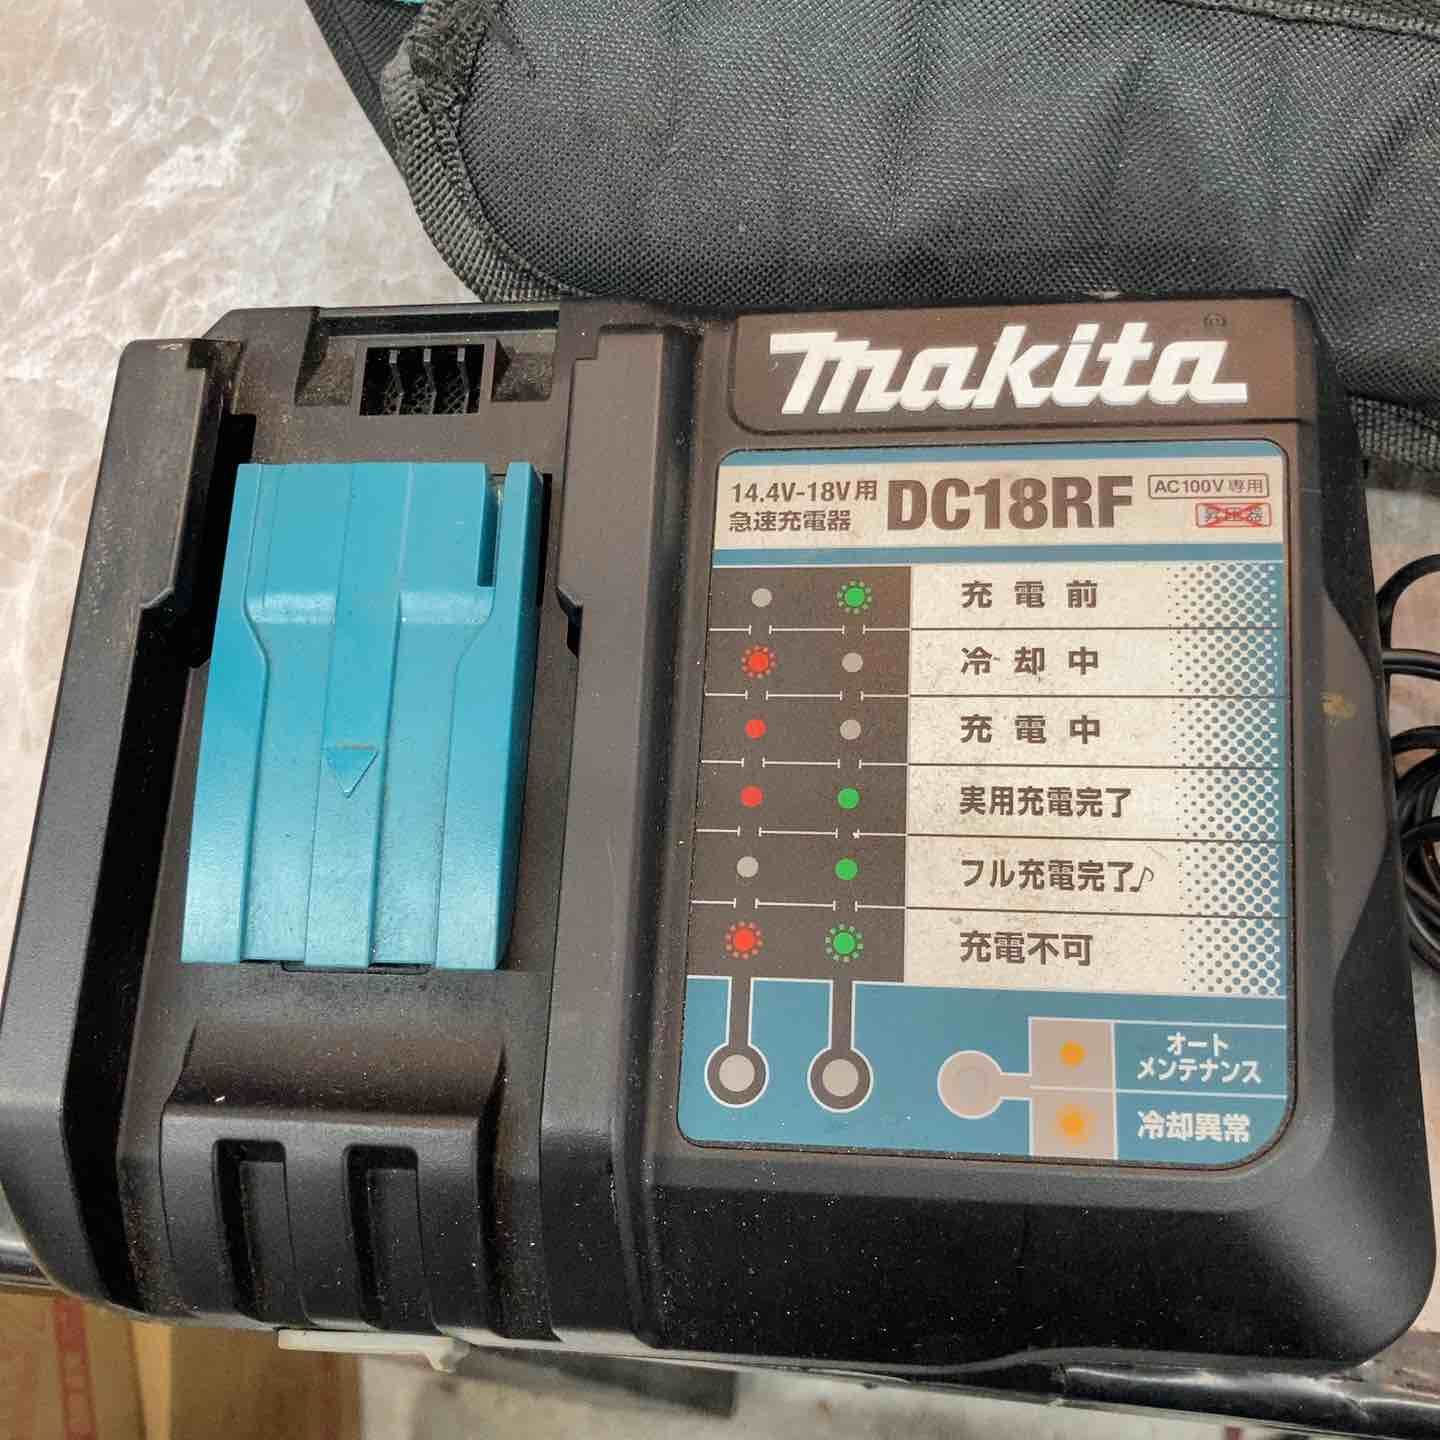 makita
14.4V-18V用
急速充電器
DC18RF
AC100V専用
昇圧器
充電前
冷却中
充電中
実用充電完了
フル充電完了♪
充電不可
オート
メンテナンス
冷却異常